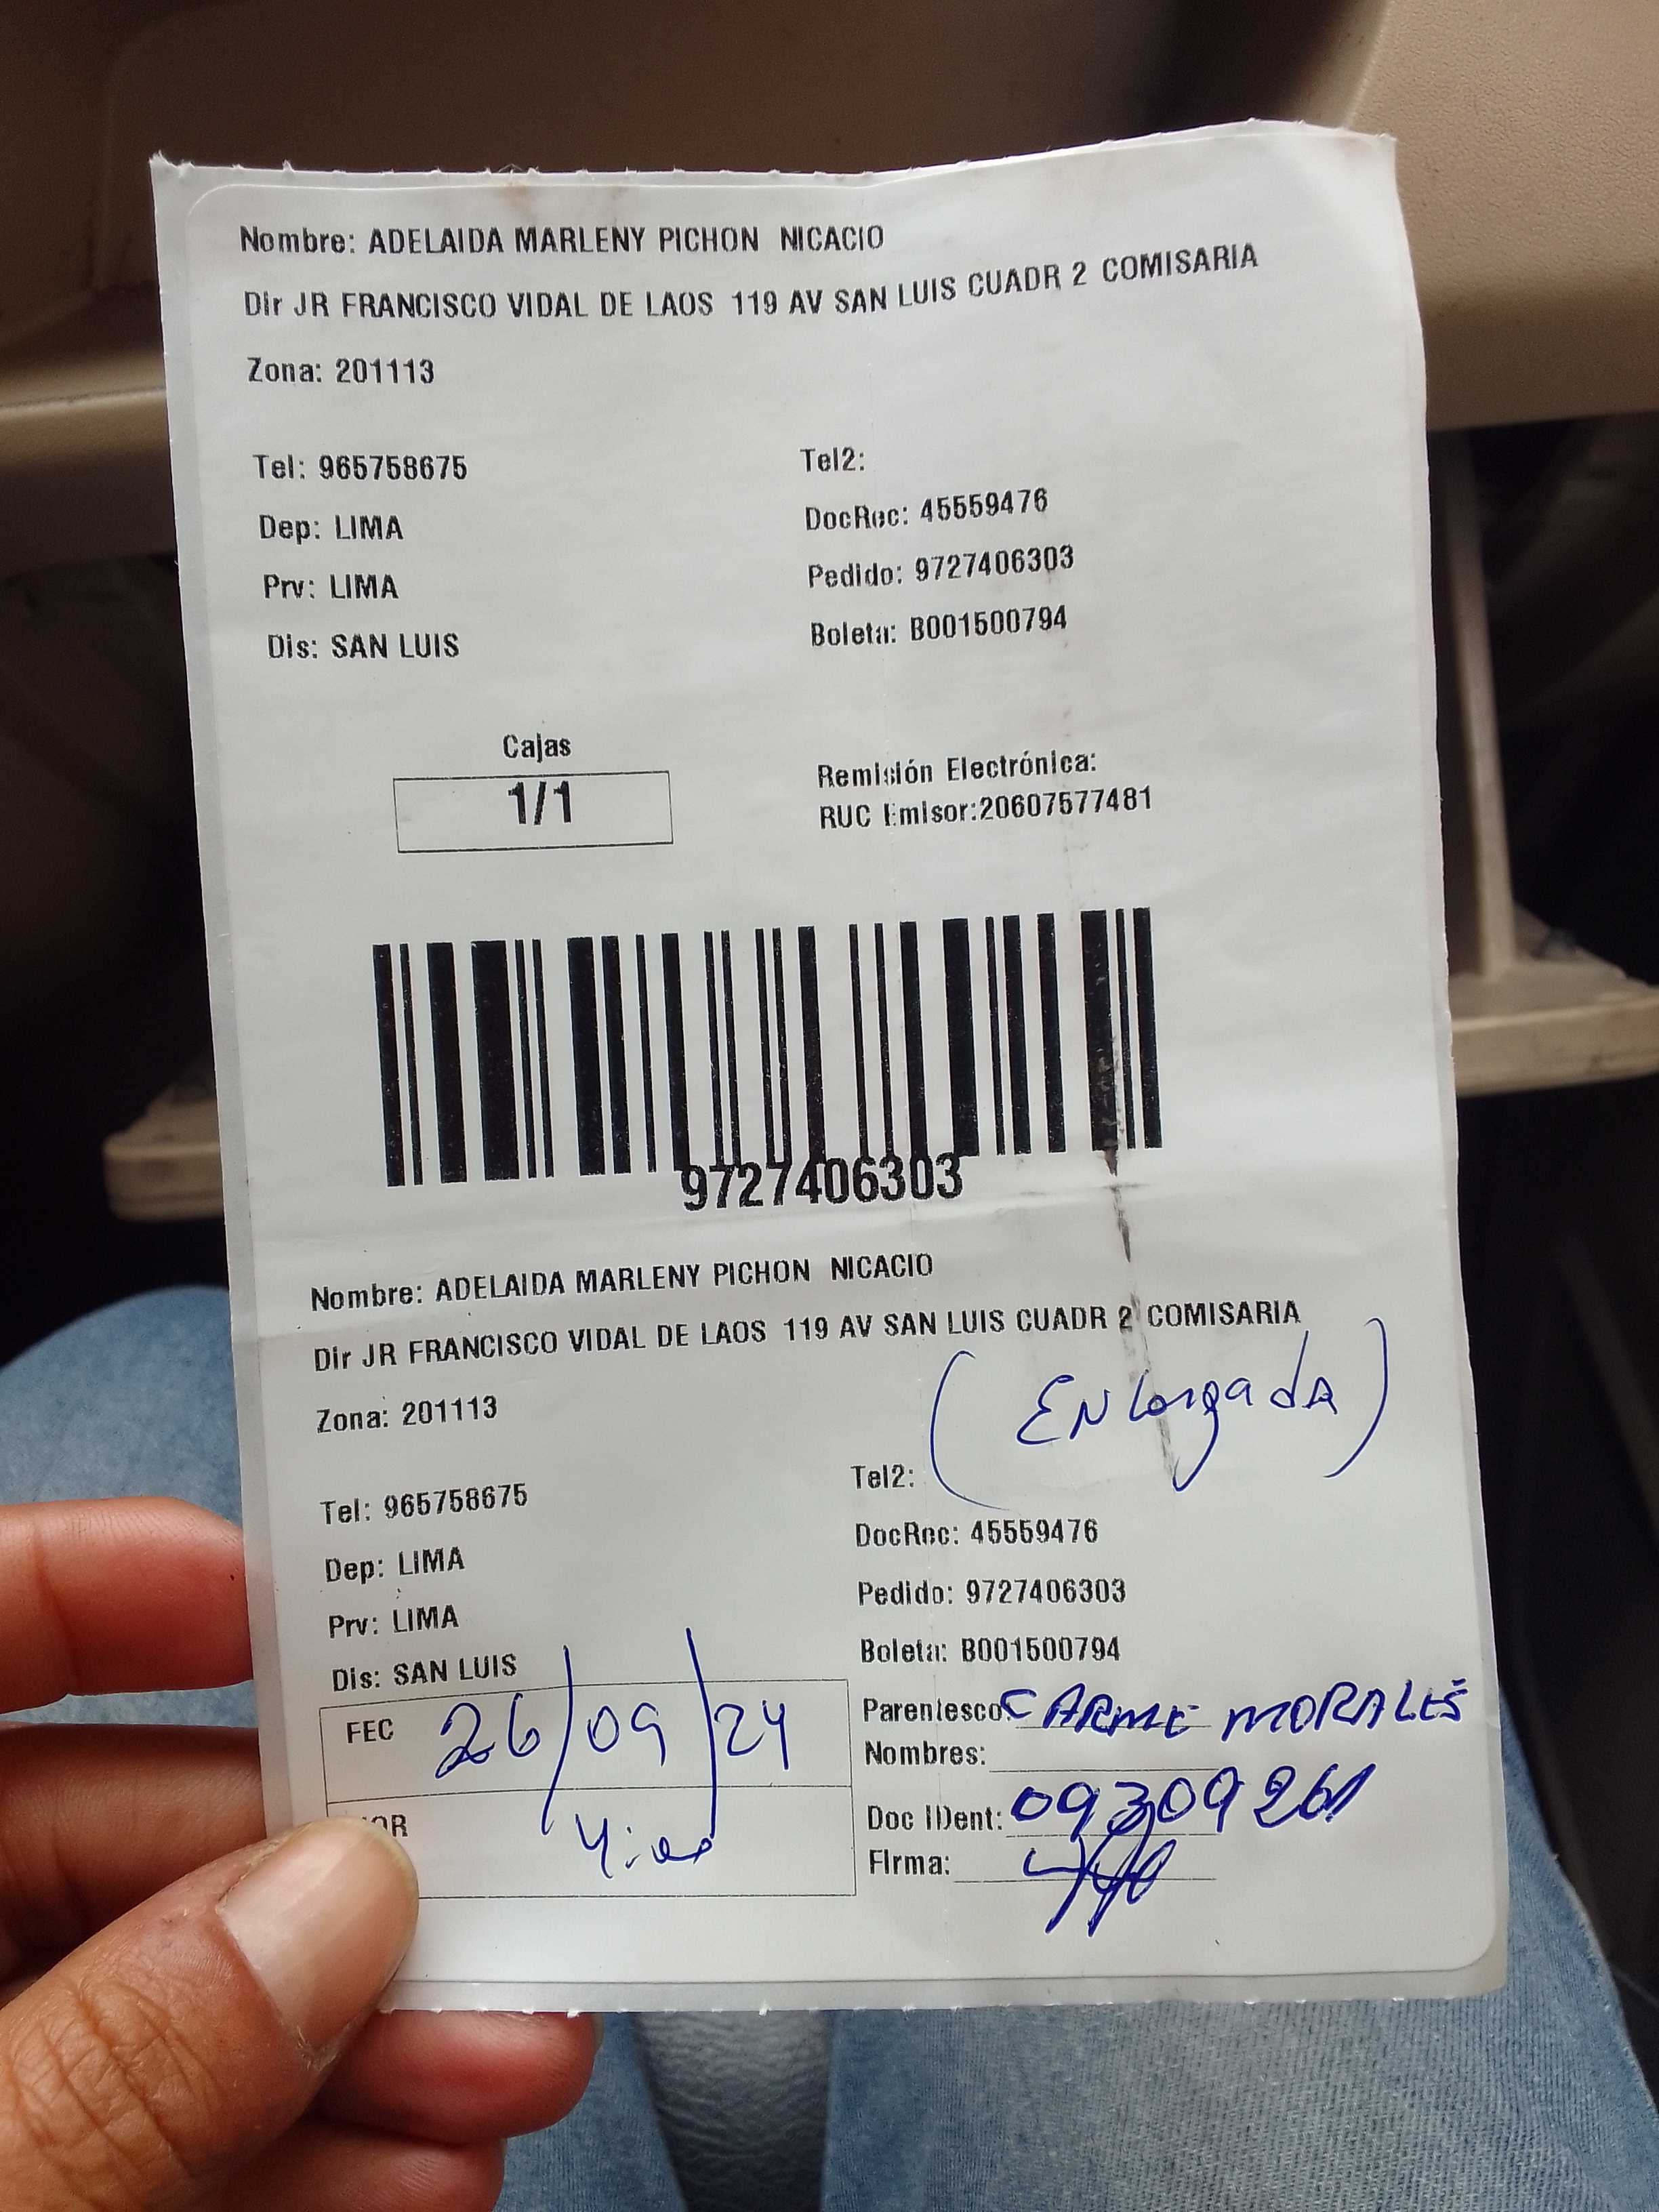 Nombre: ADELAIDA MARLENY PICHON NICACIO
Dir JR FRANCISCO VIDAL DE LAOS 119 AV SAN LUIS CUADR 2 COMISARIA
Zona: 201113
Tel: 965758675 Tel2:
DocRec: 45559476
Dep: LIMA
Pedido: 9727406303
Prv: LIMA
Boleta: B001500794
Dis: SAN LUIS
Cajas
1/1
Remisión Electrónica:
RUC Emisor:20607577481
9727406303
Nombre: ADELAIDA MARLENY PICHON NICACIO
Dir JR FRANCISCO VIDAL DE LAOS 119 AV SAN LUIS CUADR 2 COMISARIA
Zona: 201113
Tel2:
Tel: 965758675
DocRec: 45559476
Dep: LIMA
Pedido: 9727406303
Prv: LIMA
Boleta: B001500794
Dis: SAN LUIS
Parentesco: CARME MORALES
FEC 26/09/24
Nombres:
Doc IDent: 09309261
Firma: